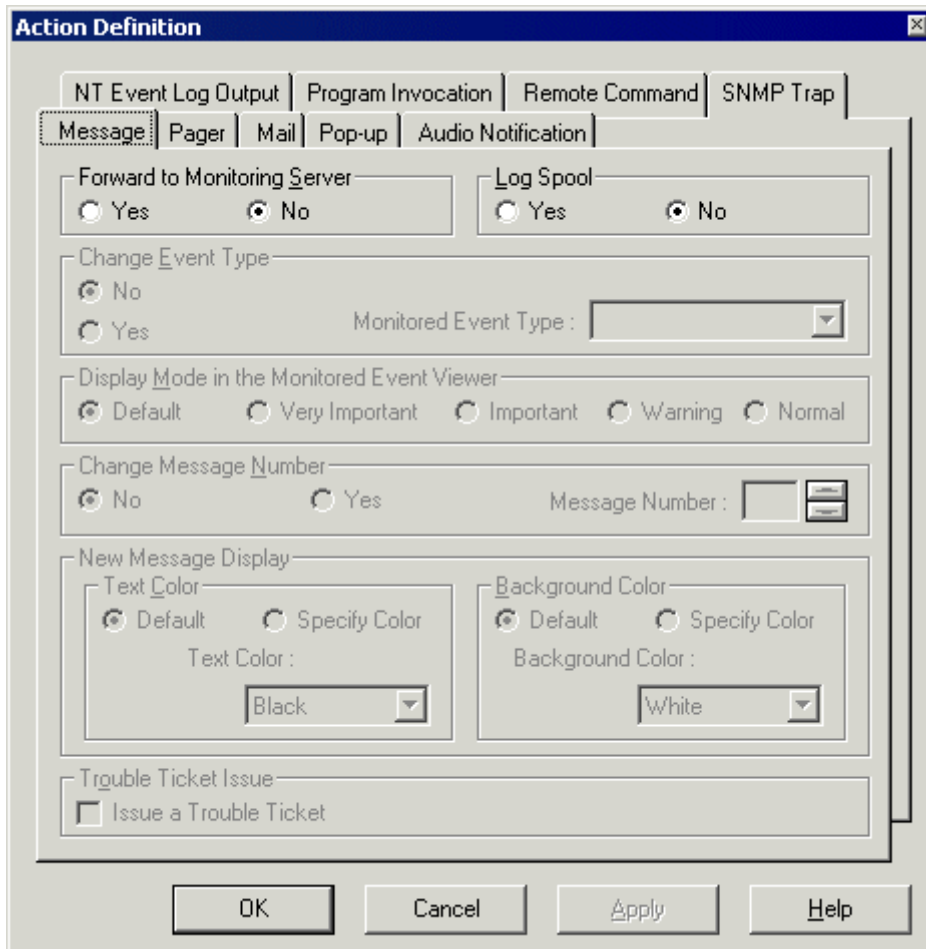 Action Definition
NT Event Log Output Program Invocation Remote Command SNMP Trap
Message Pager Mail Pop-up Audio Notification
Forward to Monitoring Server
Yes No
Log Spool
Yes No
Change Event Type
No
Yes Monitored Event Type :
Display Mode in the Monitored Event Viewer
Default Very Important Important Warning Normal
Change Message Number
No Yes Message Number :
New Message Display
Text Color
Default Specify Color
Text Color :
Black
Background Color
Default Specify Color
Background Color :
White
Trouble Ticket Issue
Issue a Trouble Ticket
OK Cancel Apply Help